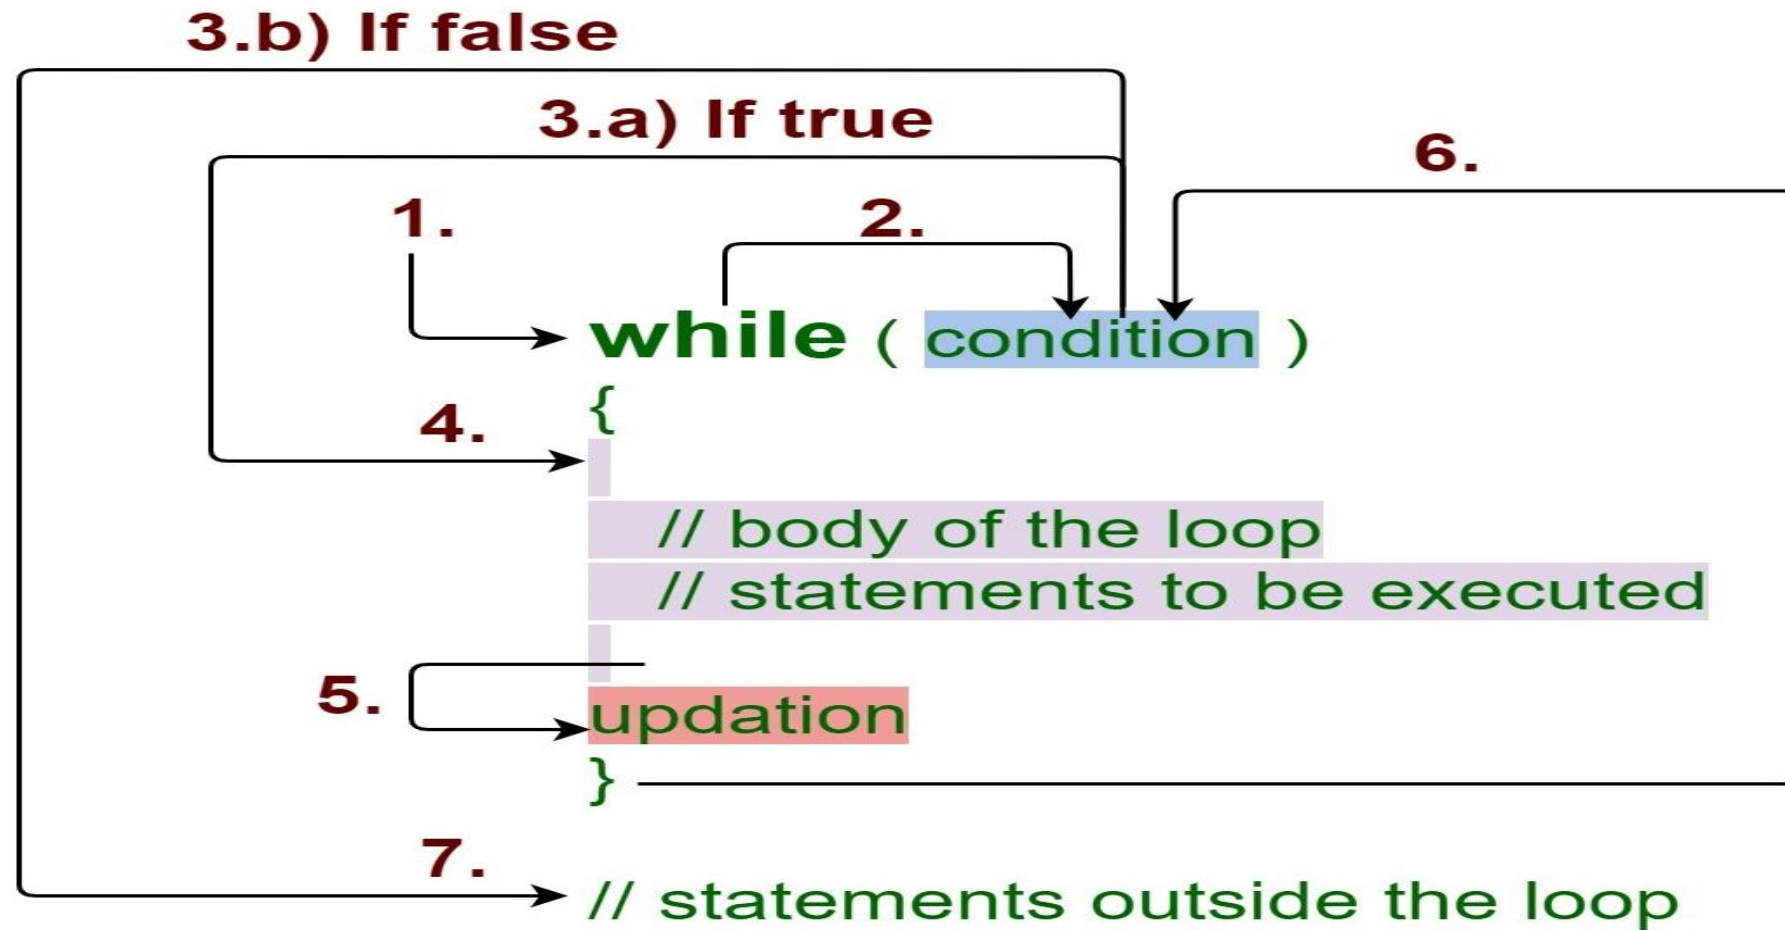 3.b) If false
3.a) If true
6.
1.
2.
while ( condition )
{
4.
// body of the loop
// statements to be executed
5.
updation
}
7.
// statements outside the loop